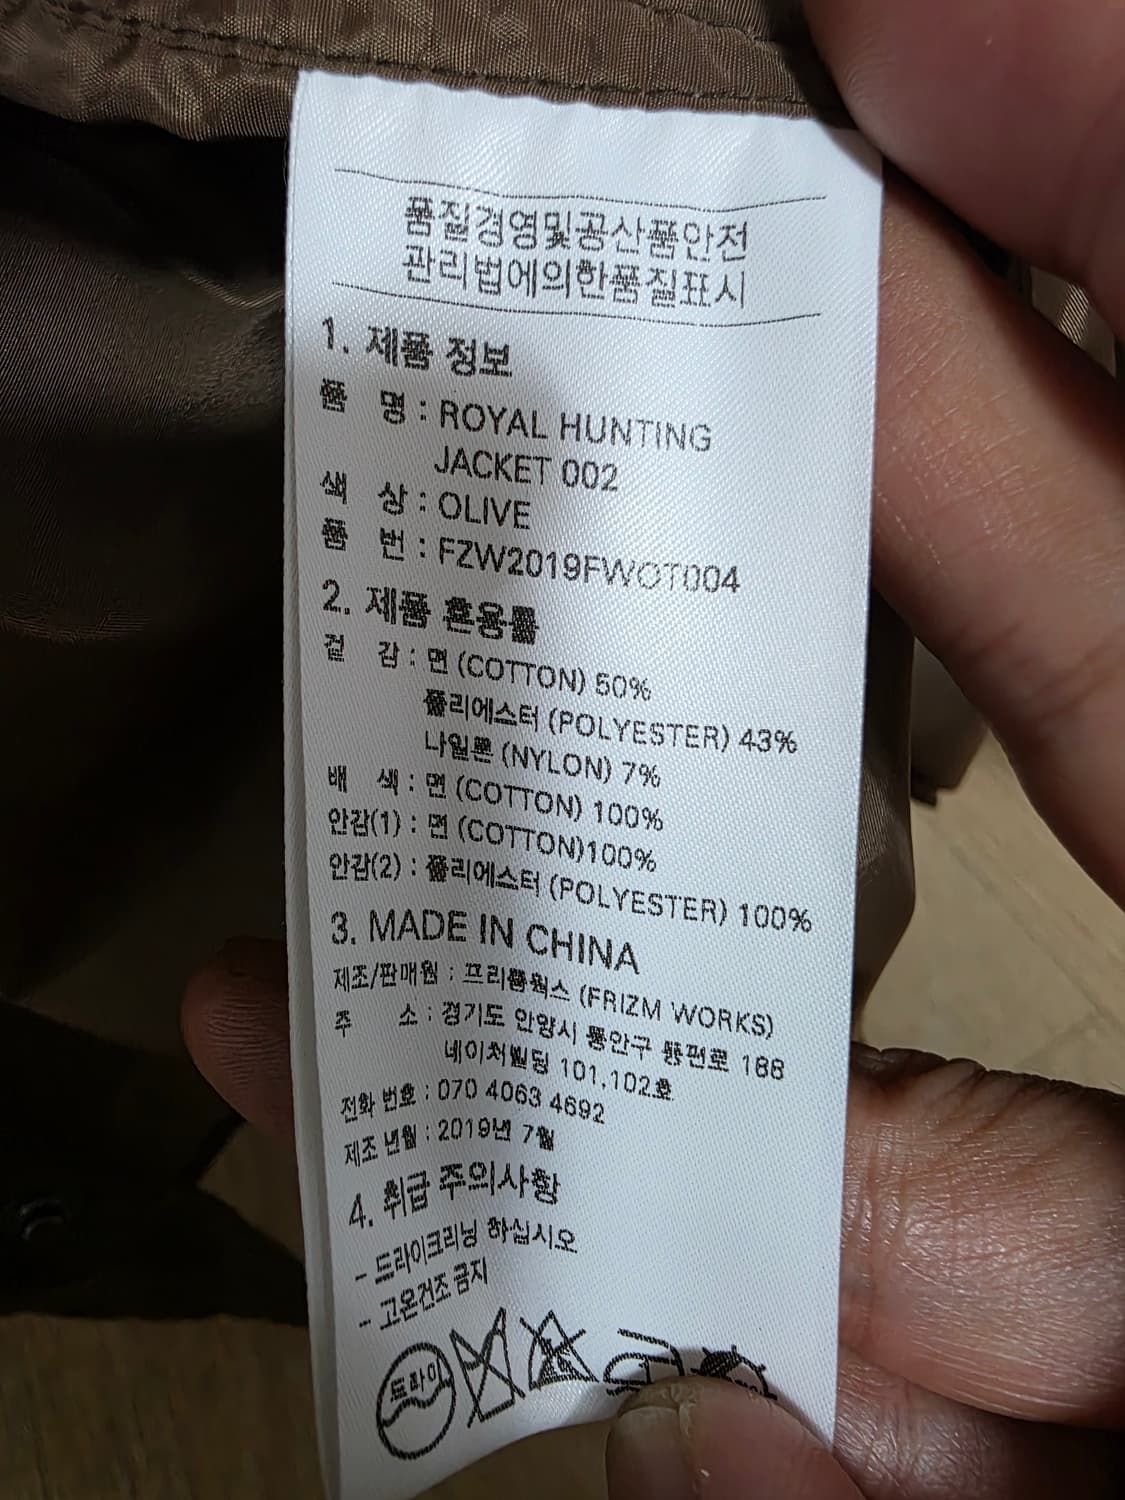 품질경영및공산품안전
관리법에의한품질표시
1. 제품 정보
품 명 : ROYAL HUNTING
JACKET 002
색 상 : OLIVE
품 번 : FZW2019FWOT004
2. 제품 혼용률
겉 감 : 면 (COTTON) 50%
폴리에스터 (POLYESTER) 43%
나일론 (NYLON) 7%
배 색 : 면 (COTTON) 100%
안감(1) : 면 (COTTON)100%
안감(2) : 폴리에스터 (POLYESTER) 100%
3. MADE IN CHINA
제조/판매원 : 프리즘웍스 (FRIZM WORKS)
주 소 : 경기도 안양시 동안구 동편로 188
네이처빌딩 101,102호
전화 번호 : 070 4063 4692
제조 년월 : 2019년 7월
4. 취급 주의사항
- 드라이크리닝 하십시오
- 고온건조 금지
드라이